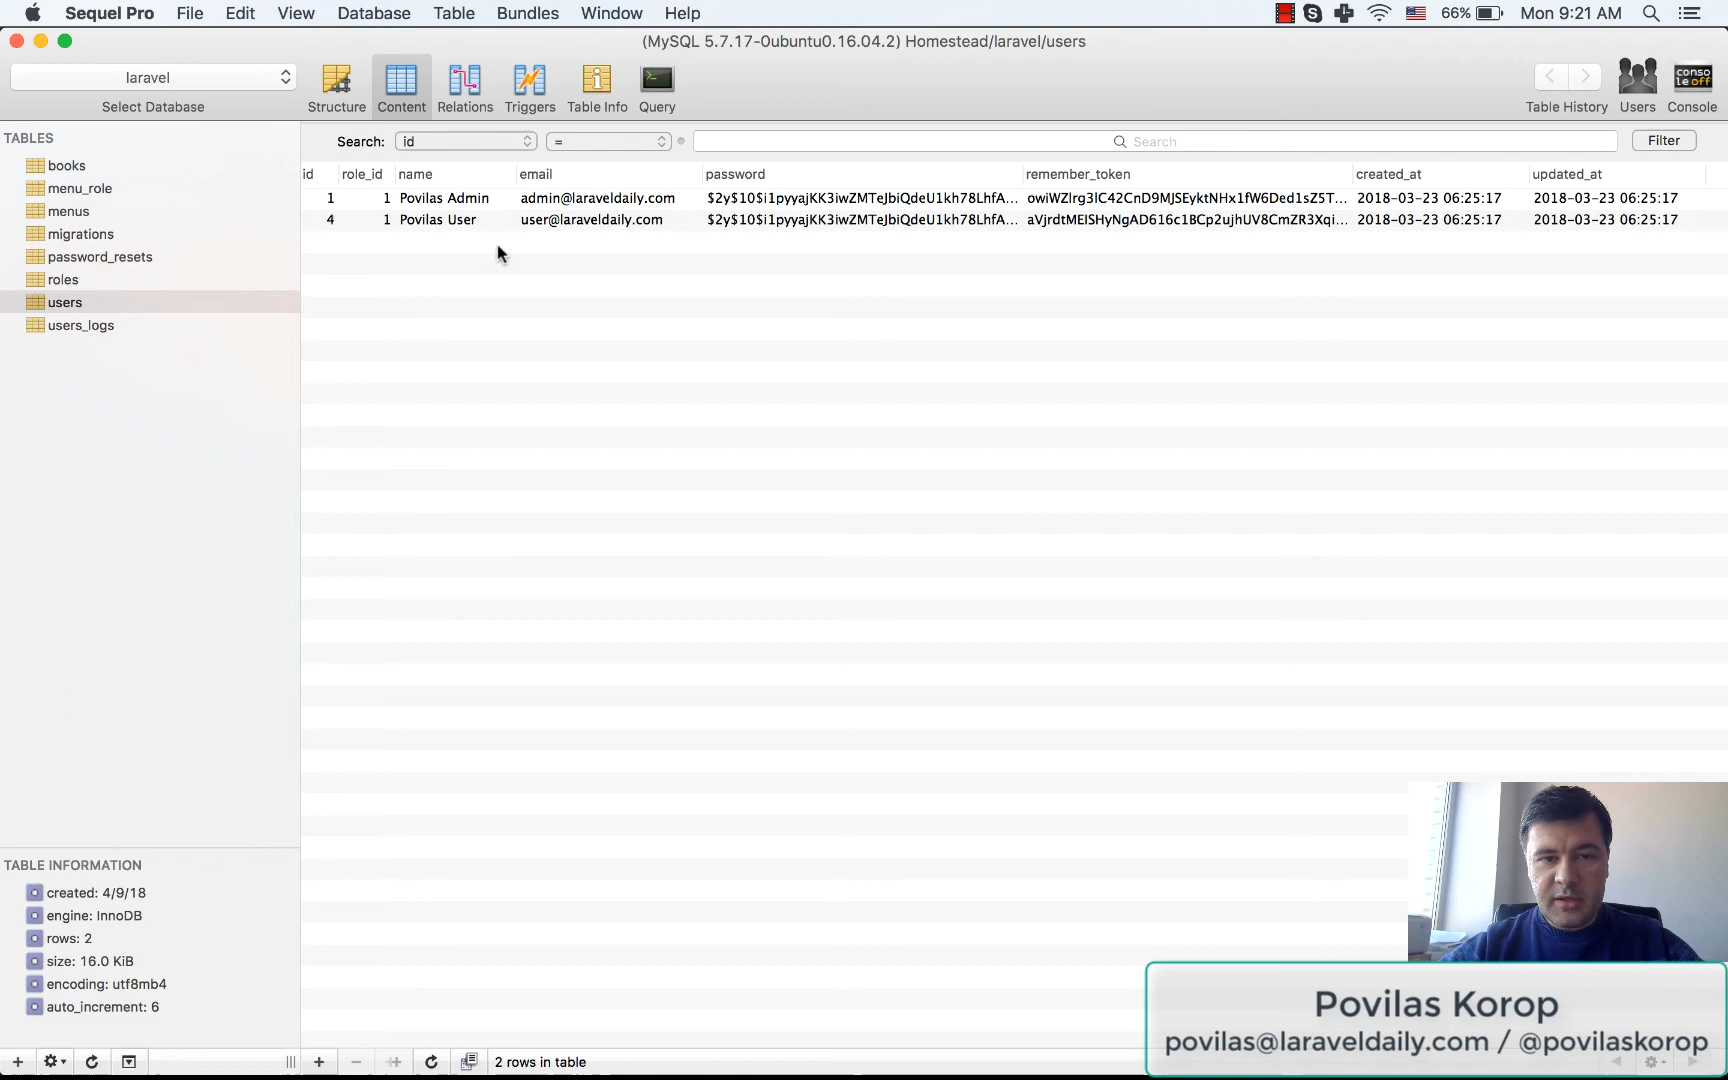 Sequel Pro File Edit View Database Table Bundles Window Help 66% Mon 9:21 AM
(MySQL 5.7.17-0ubuntu0.16.04.2) Homestead/laravel/users
laravel
Select Database Structure Content Relations Triggers Table Info Query Table History Users Console
conso
le off
TABLES
books
menu_role
menus
migrations
password_resets
roles
users
users_logs
Search: id = Search Filter
id role_id name email password remember_token created_at updated_at
1 1 Povilas Admin admin@laraveldaily.com $2y$10$i1pyyajKK3iwZMTeJbiQdeU1kh78LhfA... owiWZlrg3lC42CnD9MJSEyktNHx1fW6Ded1sZ5T... 2018-03-23 06:25:17 2018-03-23 06:25:17
4 1 Povilas User user@laraveldaily.com $2y$10$i1pyyajKK3iwZMTeJbiQdeU1kh78LhfA... aVjrdtMEISHyNgAD616c1BCp2ujhUV8CmZR3Xqi... 2018-03-23 06:25:17 2018-03-23 06:25:17
TABLE INFORMATION
created: 4/9/18
engine: InnoDB
rows: 2
size: 16.0 KiB
encoding: utf8mb4
auto_increment: 6
2 rows in table
Povilas Korop
povilas@laraveldaily.com / @povilaskorop